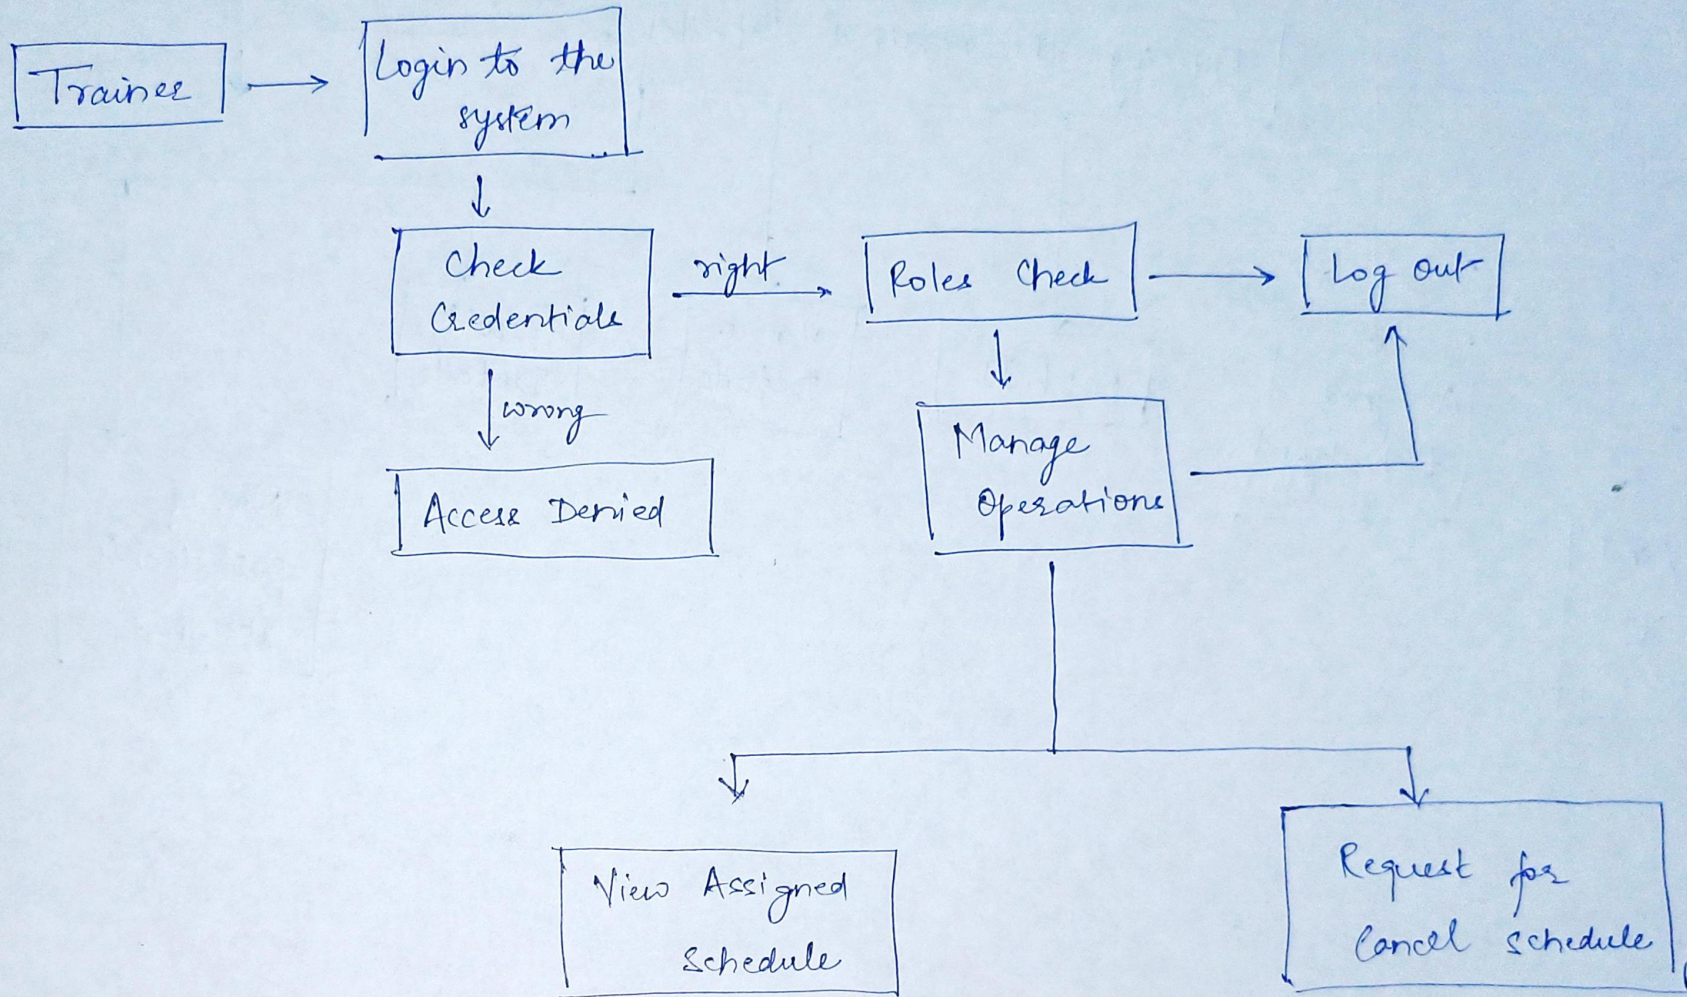 Trainer
Login to the
system
Check
Credentials
right
Roles Check
Log out
wrong
Access Denied
Manage
Operations
View Assigned
Schedule
Request for
Cancel schedule